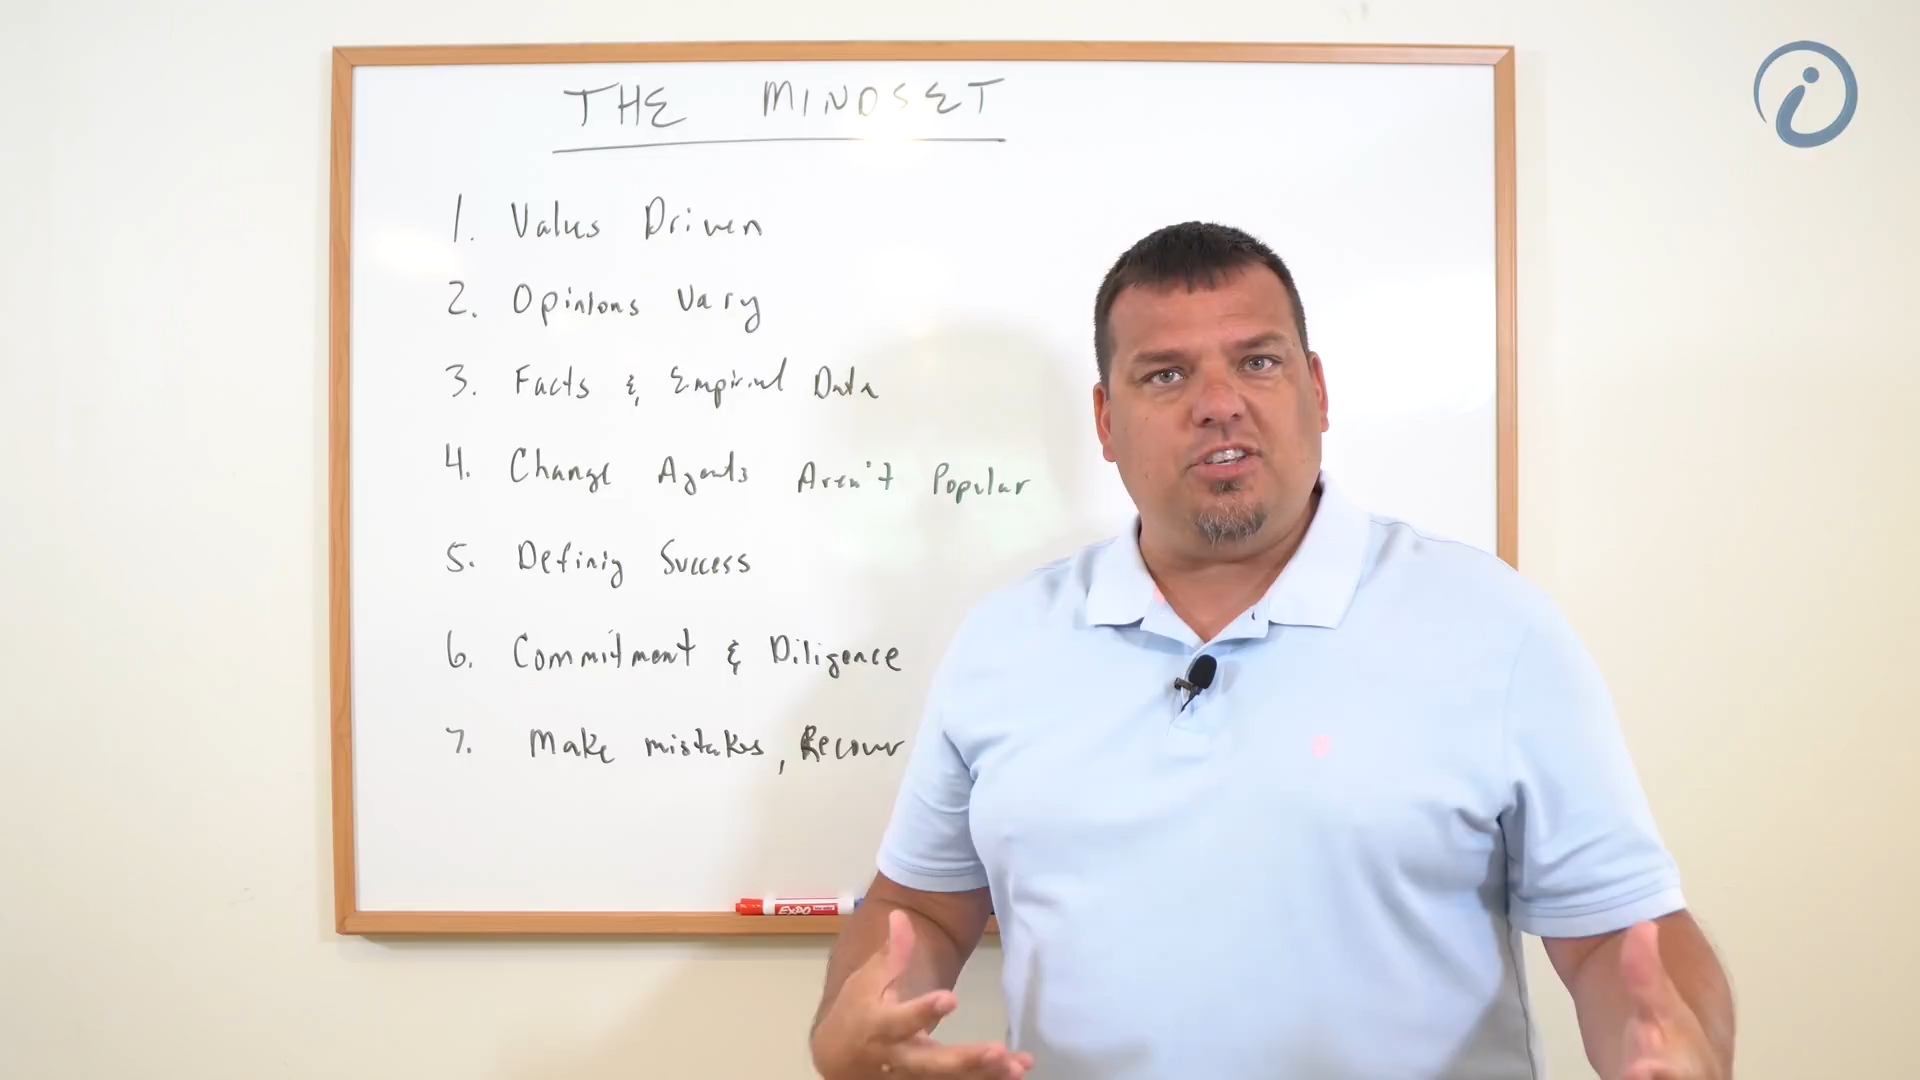 THE MINDSET
1. Values Driven
2. Opinions Vary
3. Facts & Empirical Data
4. Change Agents Aren't Popular
5. Defining Success
6. Commitment & Diligence
7. Make mistakes, Recover
EXPO